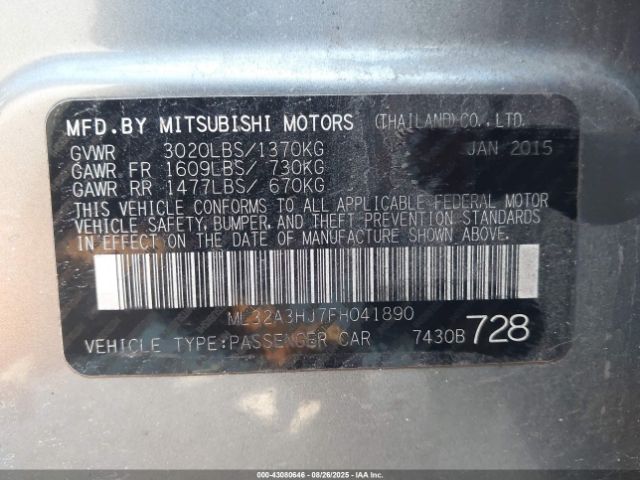 MFD.BY MITSUBISHI MOTORS (THAILAND)CO.,LTD.
GVWR 3020LBS/1370KG JAN 2015
GAWR FR 1609LBS/ 730KG
GAWR RR 1477LBS/ 670KG
THIS VEHICLE CONFORMS TO ALL APPLICABLE FEDERAL MOTOR
VEHICLE SAFETY, BUMPER, AND THEFT PREVENTION STANDARDS
IN EFFECT ON THE DATE OF MANUFACTURE SHOWN ABOVE.
ML32A3HJ7FH041890
VEHICLE TYPE:PASSENGER CAR 7430B 728
000-43080646 - 08/26/2025 - IAAI.COM